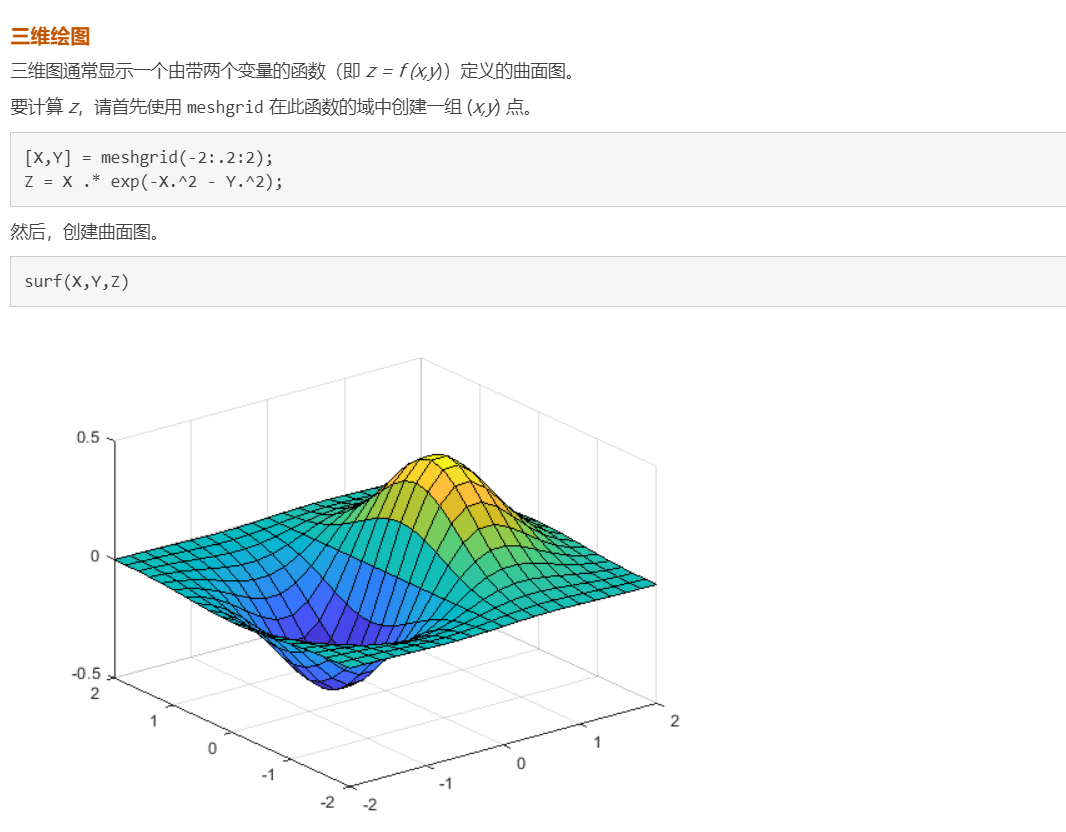 三维绘图
三维图通常显示一个由带两个变量的函数（即 z = f (x,y)）定义的曲面图。
要计算 z，请首先使用 meshgrid 在此函数的域中创建一组 (x,y) 点。
[X,Y] = meshgrid(-2:.2:2);
Z = X .* exp(-X.^2 - Y.^2);
然后，创建曲面图。
surf(X,Y,Z)
0.5
0
-0.5
2
1
0
-1
-2
-2
-1
0
1
2